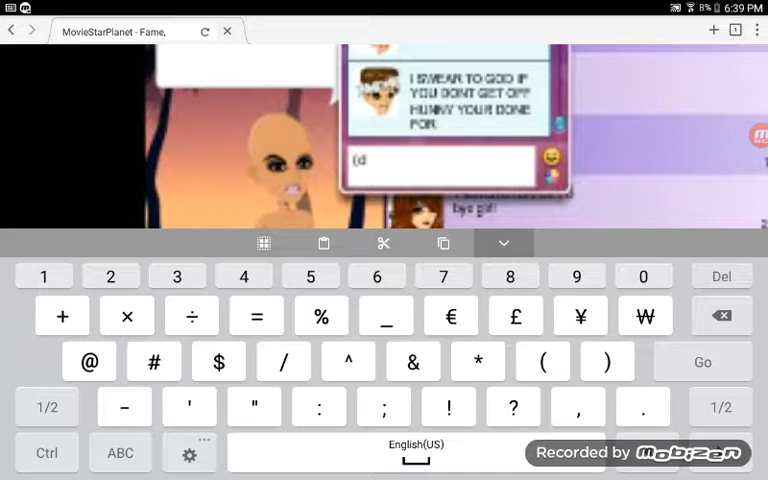 8% 6:39 PM
MovieStarPlanet - Fame,
1
I SWEAR TO GOD IF
YOU DONT GET OFF
HUNNY YOUR DONE
FOR
(d
bys girl
1 2 3 4 5 6 7 8 9 0 Del
+ × ÷ = % _ € £ ¥ ₩
@ # $ / ^ & * ( ) Go
1/2 - ' " : ; ! ? , . 1/2
Ctrl ABC English(US)
Recorded by Mobizen